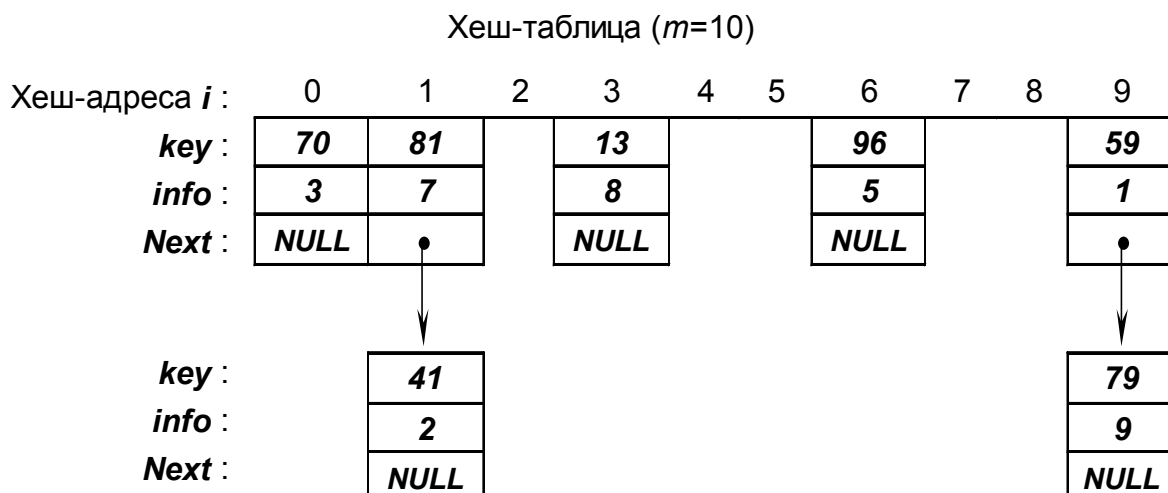 Хеш-таблица (m=10)
Хеш-адреса i : 0 1 2 3 4 5 6 7 8 9
key : 70 81 13 96 59
info : 3 7 8 5 1
Next : NULL NULL NULL
key : 41 79
info : 2 9
Next : NULL NULL